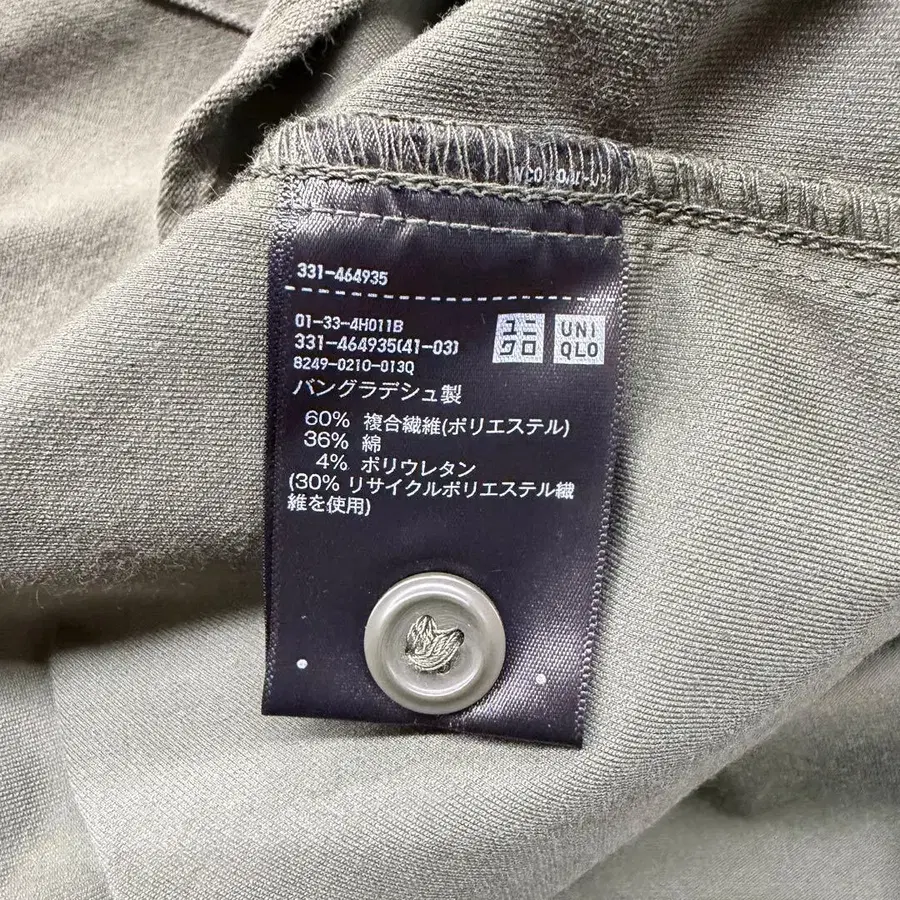 331-464935
01-33-4H011B
331-464935(41-03)
ユニクロ
UNI
QLO
8249-0210-013Q
バングラデシュ製
60% 複合繊維(ポリエステル)
36% 綿
4% ポリウレタン
(30% リサイクルポリエステル繊
維を使用)